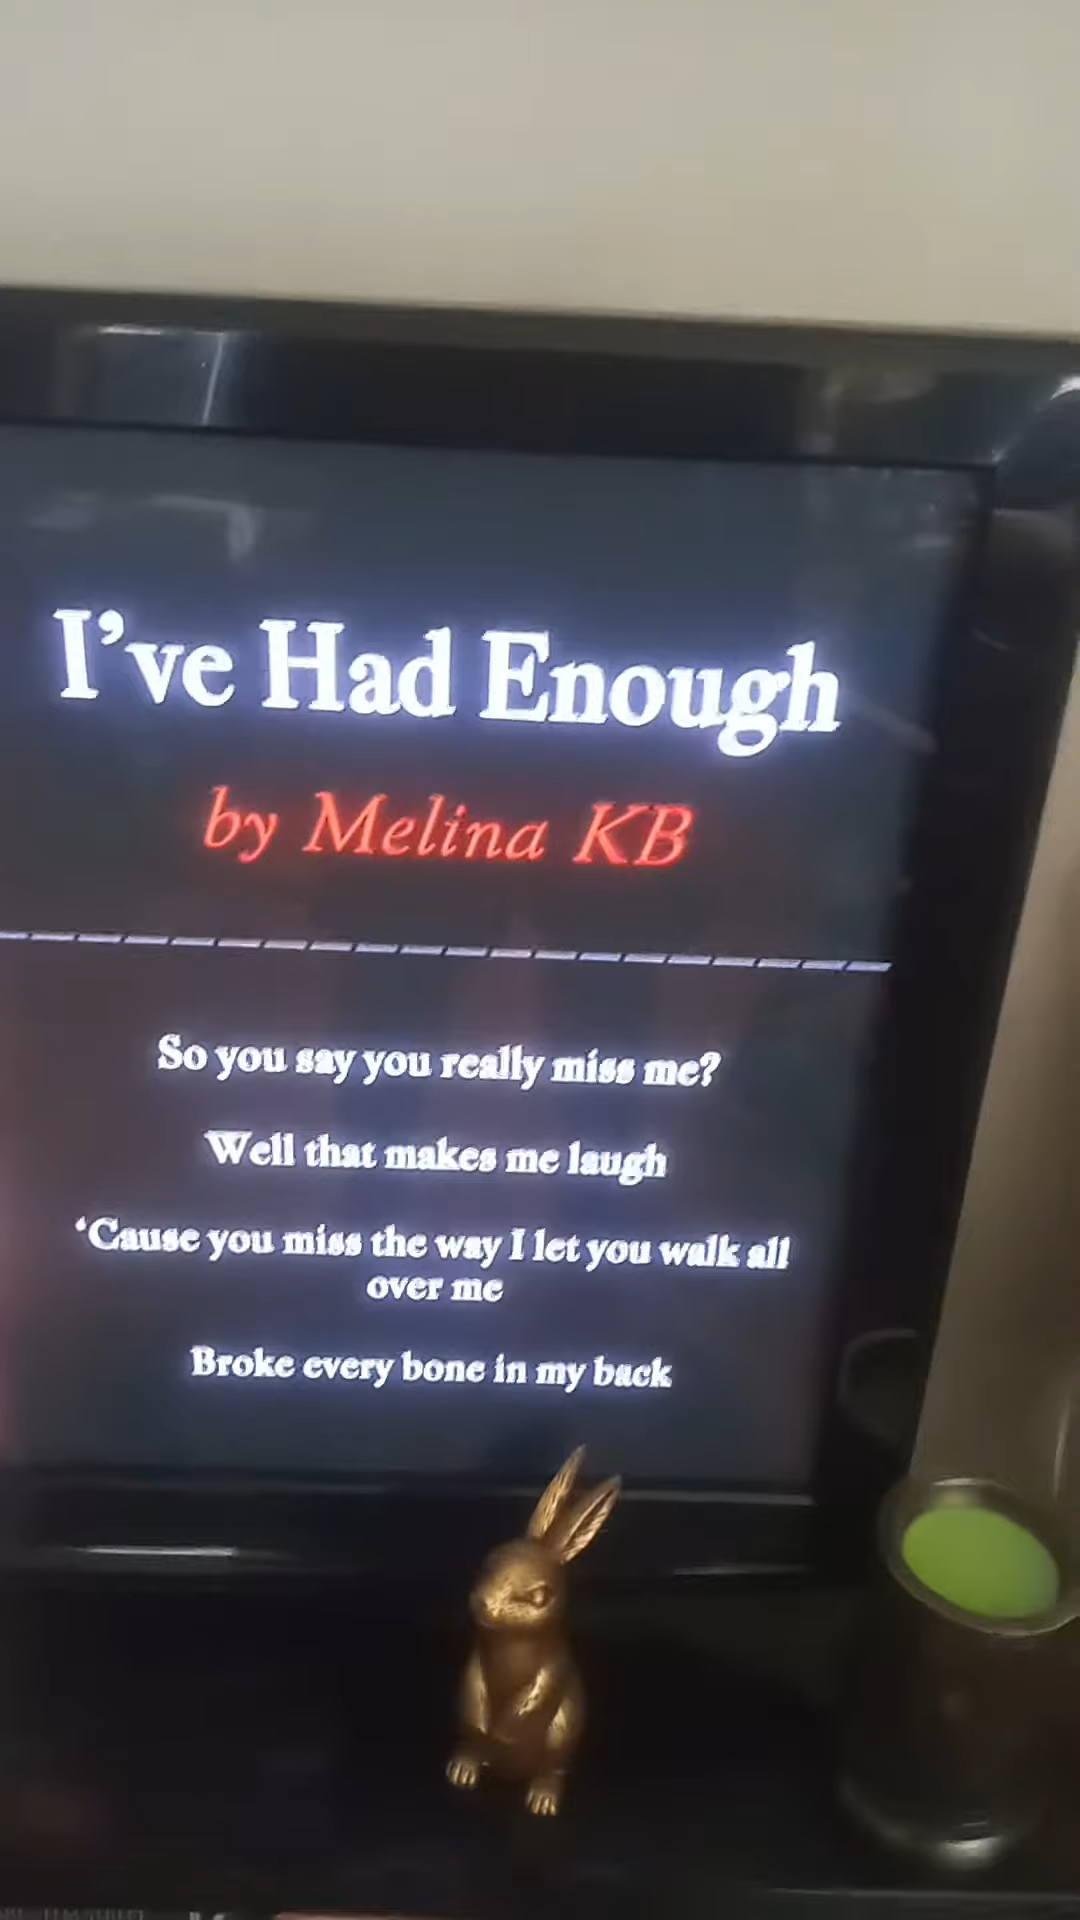 I've Had Enough
by Melina KB
So you say you really miss me?
Well that makes me laugh
‘Cause you miss the way I let you walk all
over me
Broke every bone in my back